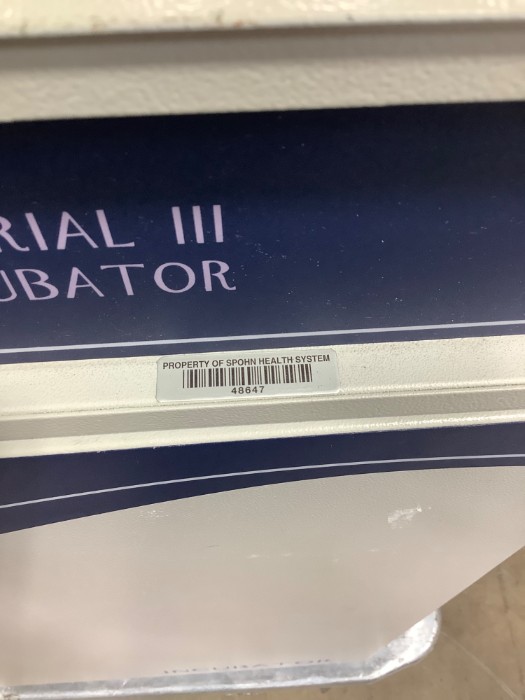 RIAL III
UBATOR
PROPERTY OF SPOHN HEALTH SYSTEM
48647